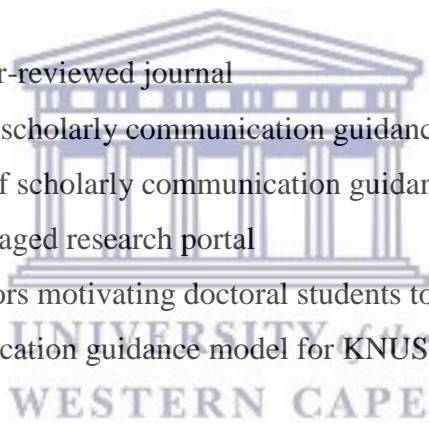 r-reviewed journal
scholarly communication guidanc
f scholarly communication guidan
aged research portal
ors motivating doctoral students to
UNIVERSITY of the
cation guidance model for KNUS
WESTERN CAPE